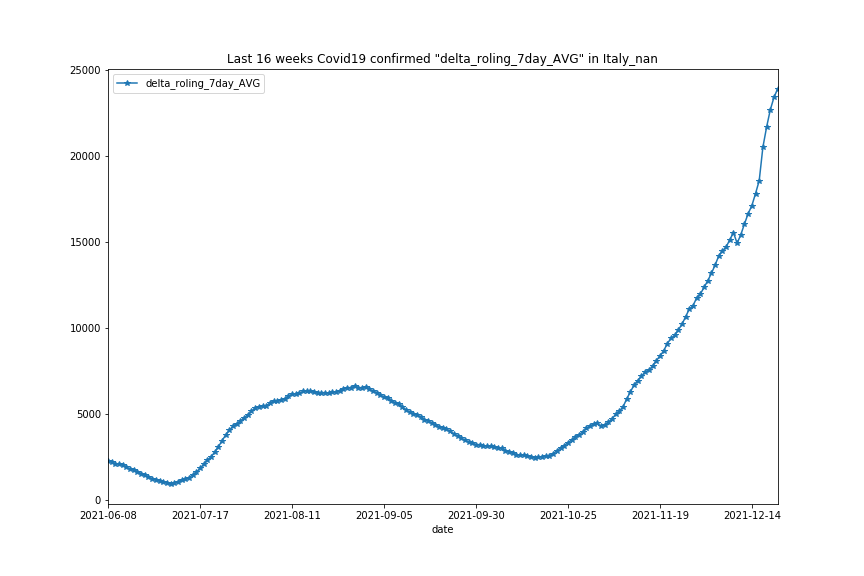 Last 16 weeks Covid19 confirmed "delta_roling_7day_AVG" in Italy_nan
delta_roling_7day_AVG
25000
20000
15000
10000
5000
0
2021-06-08 2021-07-17 2021-08-11 2021-09-05 2021-09-30 2021-10-25 2021-11-19 2021-12-14
date